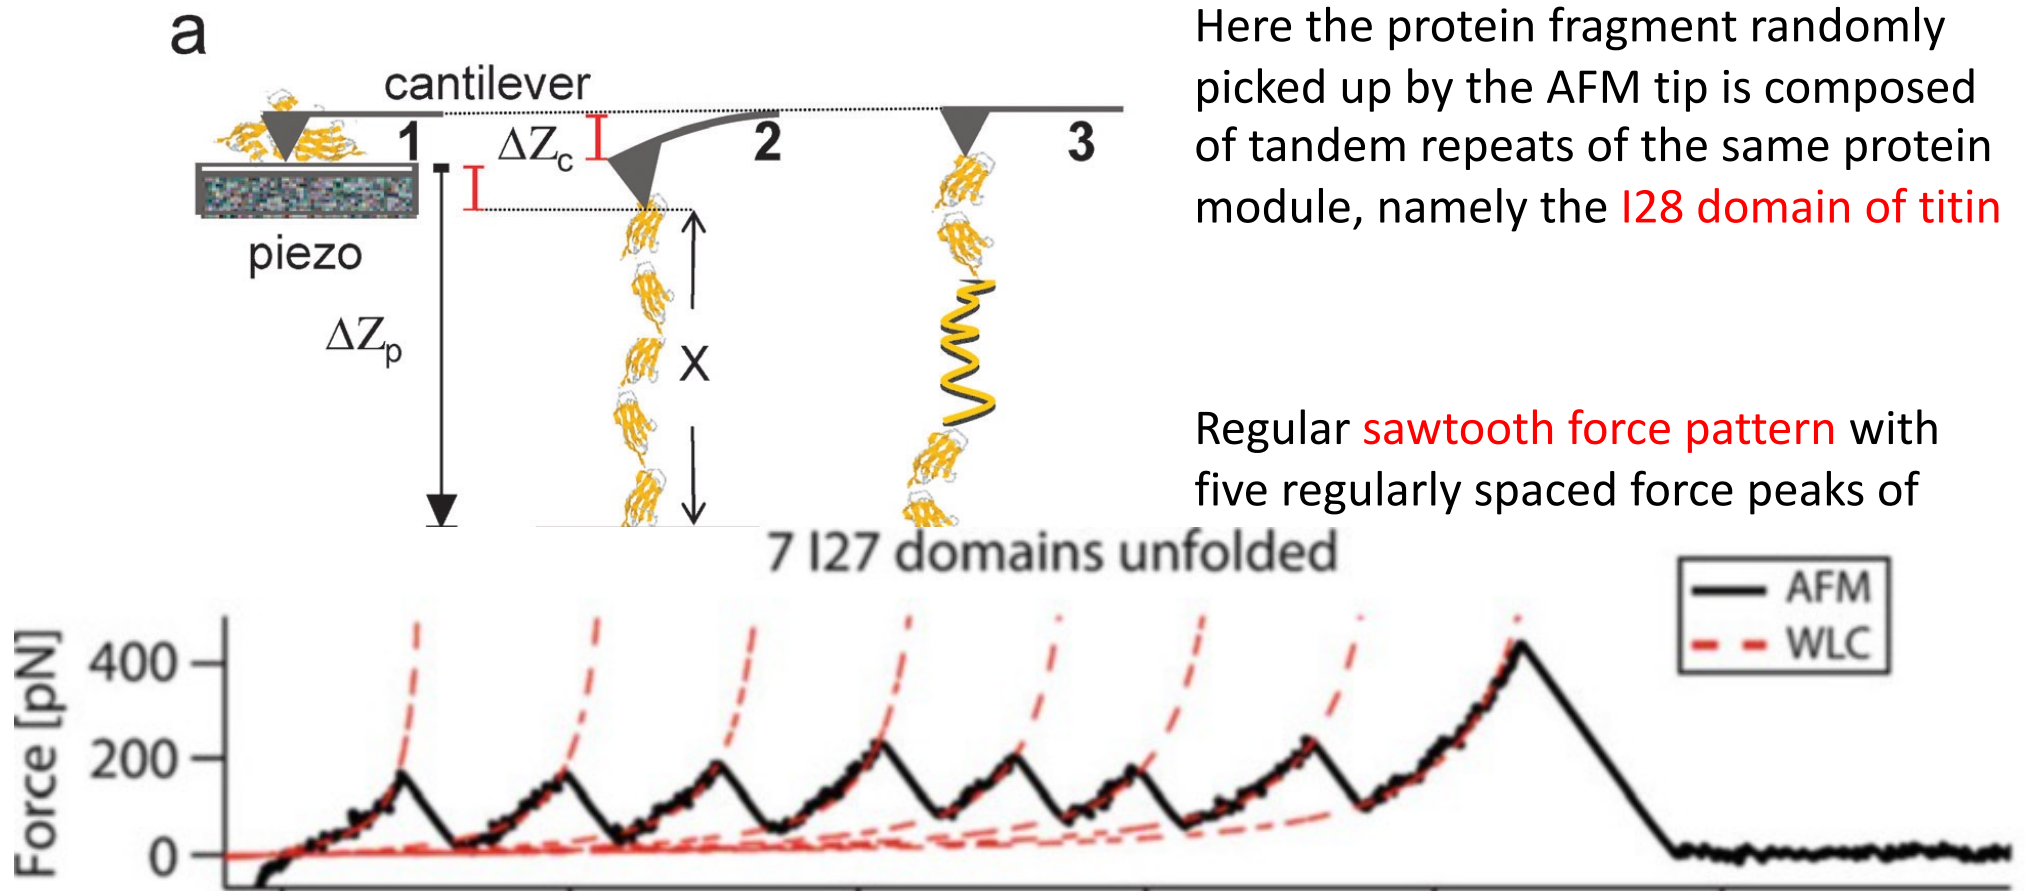 a
cantilever
1
ΔZc
2
3
piezo
ΔZp
X
Here the protein fragment randomly
picked up by the AFM tip is composed
of tandem repeats of the same protein
module, namely the I28 domain of titin
Regular sawtooth force pattern with
five regularly spaced force peaks of
7 I27 domains unfolded
AFM
WLC
Force [pN]
400
200
0